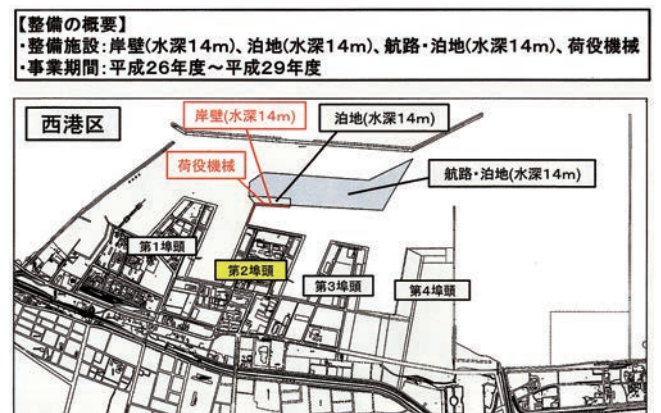 【整備の概要】
・整備施設:岸壁(水深14m)、泊地(水深14m)、航路・泊地(水深14m)、荷役機械
・事業期間:平成26年度～平成29年度
西港区
岸壁(水深14m)
泊地(水深14m)
荷役機械
航路・泊地(水深14m)
第1埠頭
第2埠頭
第3埠頭
第4埠頭